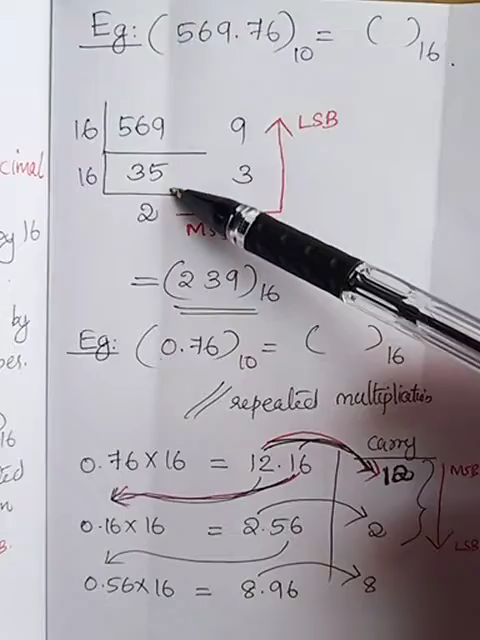 cimal
by 16
by
16
Eg: (569.76)10 = ( )16.
16 569 9 LSB
16 35 3
2
= (239)16
Eg: (0.76)10 = ( )16
// repeated multiplication
carry
0.76 X 16 = 12.16 12 MSB
0.16 X 16 = 2.56 2
LSB
0.56 X 16 = 8.96 8